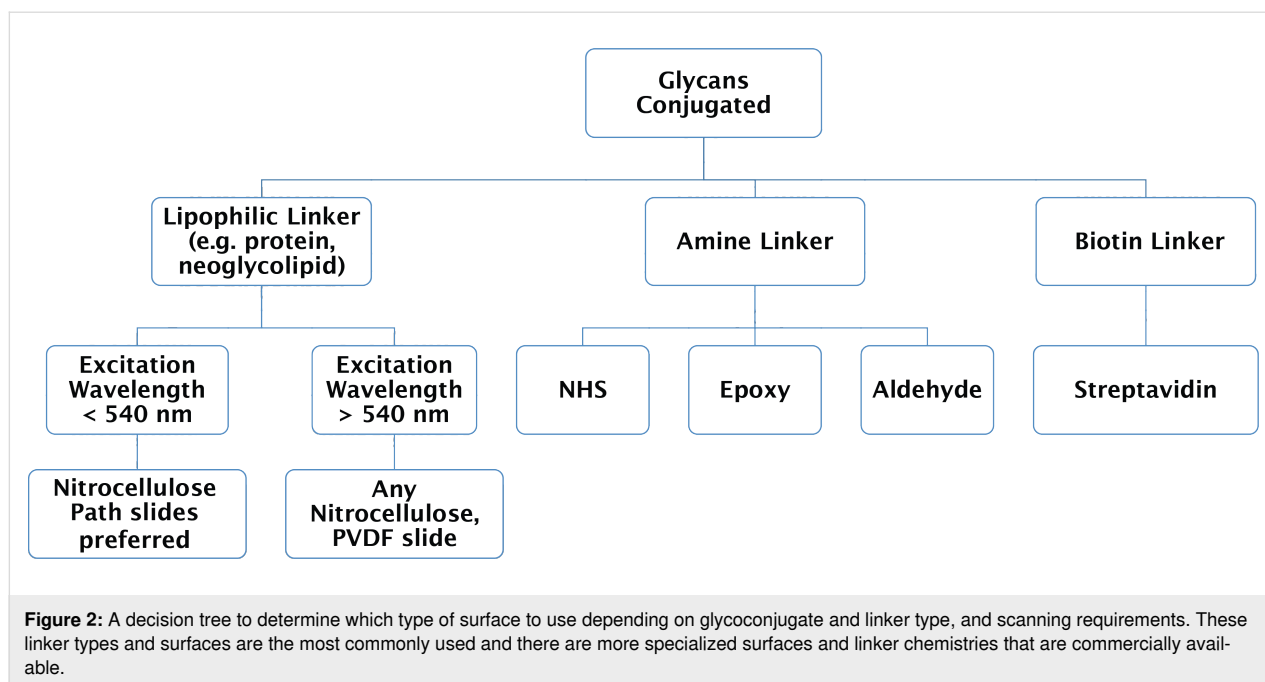 Glycans
Conjugated
Lipophilic Linker
(e.g. protein,
neoglycolipid)
Amine Linker
Biotin Linker
Excitation
Wavelength
< 540 nm
Excitation
Wavelength
> 540 nm
NHS
Epoxy
Aldehyde
Streptavidin
Nitrocellulose
Path slides
preferred
Any
Nitrocellulose,
PVDF slide
Figure 2: A decision tree to determine which type of surface to use depending on glycoconjugate and linker type, and scanning requirements. These
linker types and surfaces are the most commonly used and there are more specialized surfaces and linker chemistries that are commercially avail-
able.